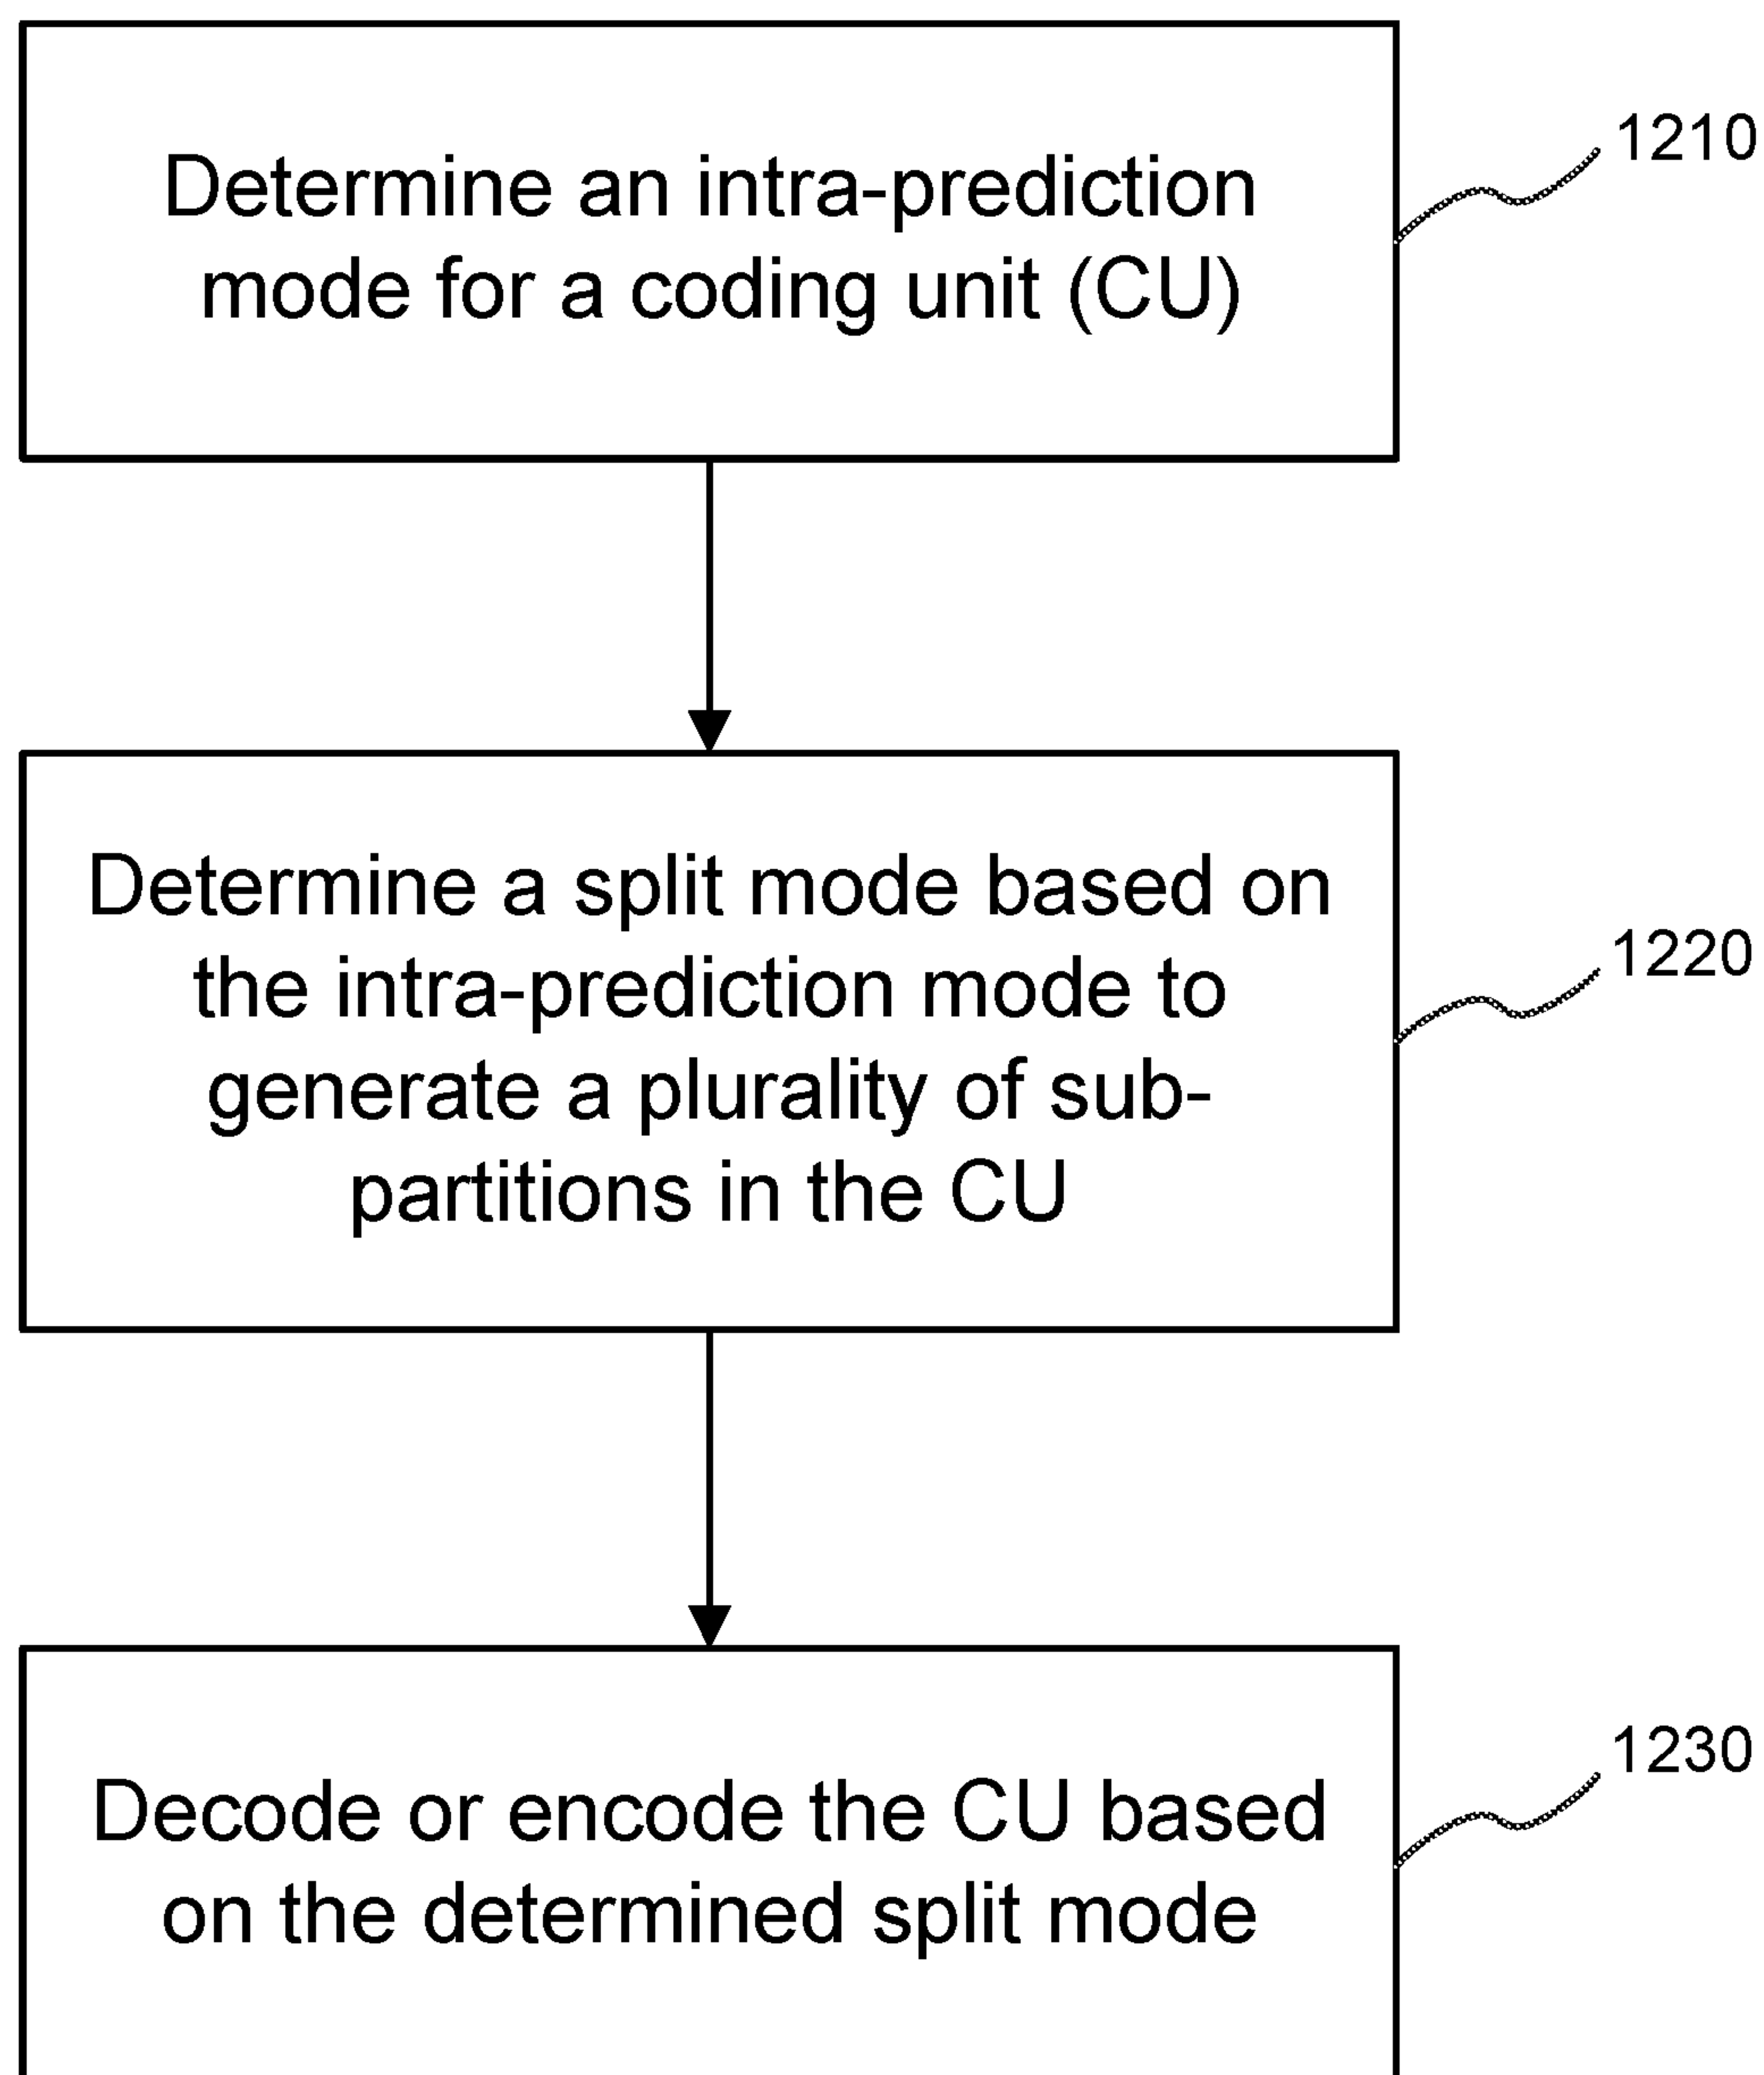 Determine an intra-prediction
mode for a coding unit (CU)
1210
Determine a split mode based on
the intra-prediction mode to
generate a plurality of sub-
partitions in the CU
1220
Decode or encode the CU based
on the determined split mode
1230